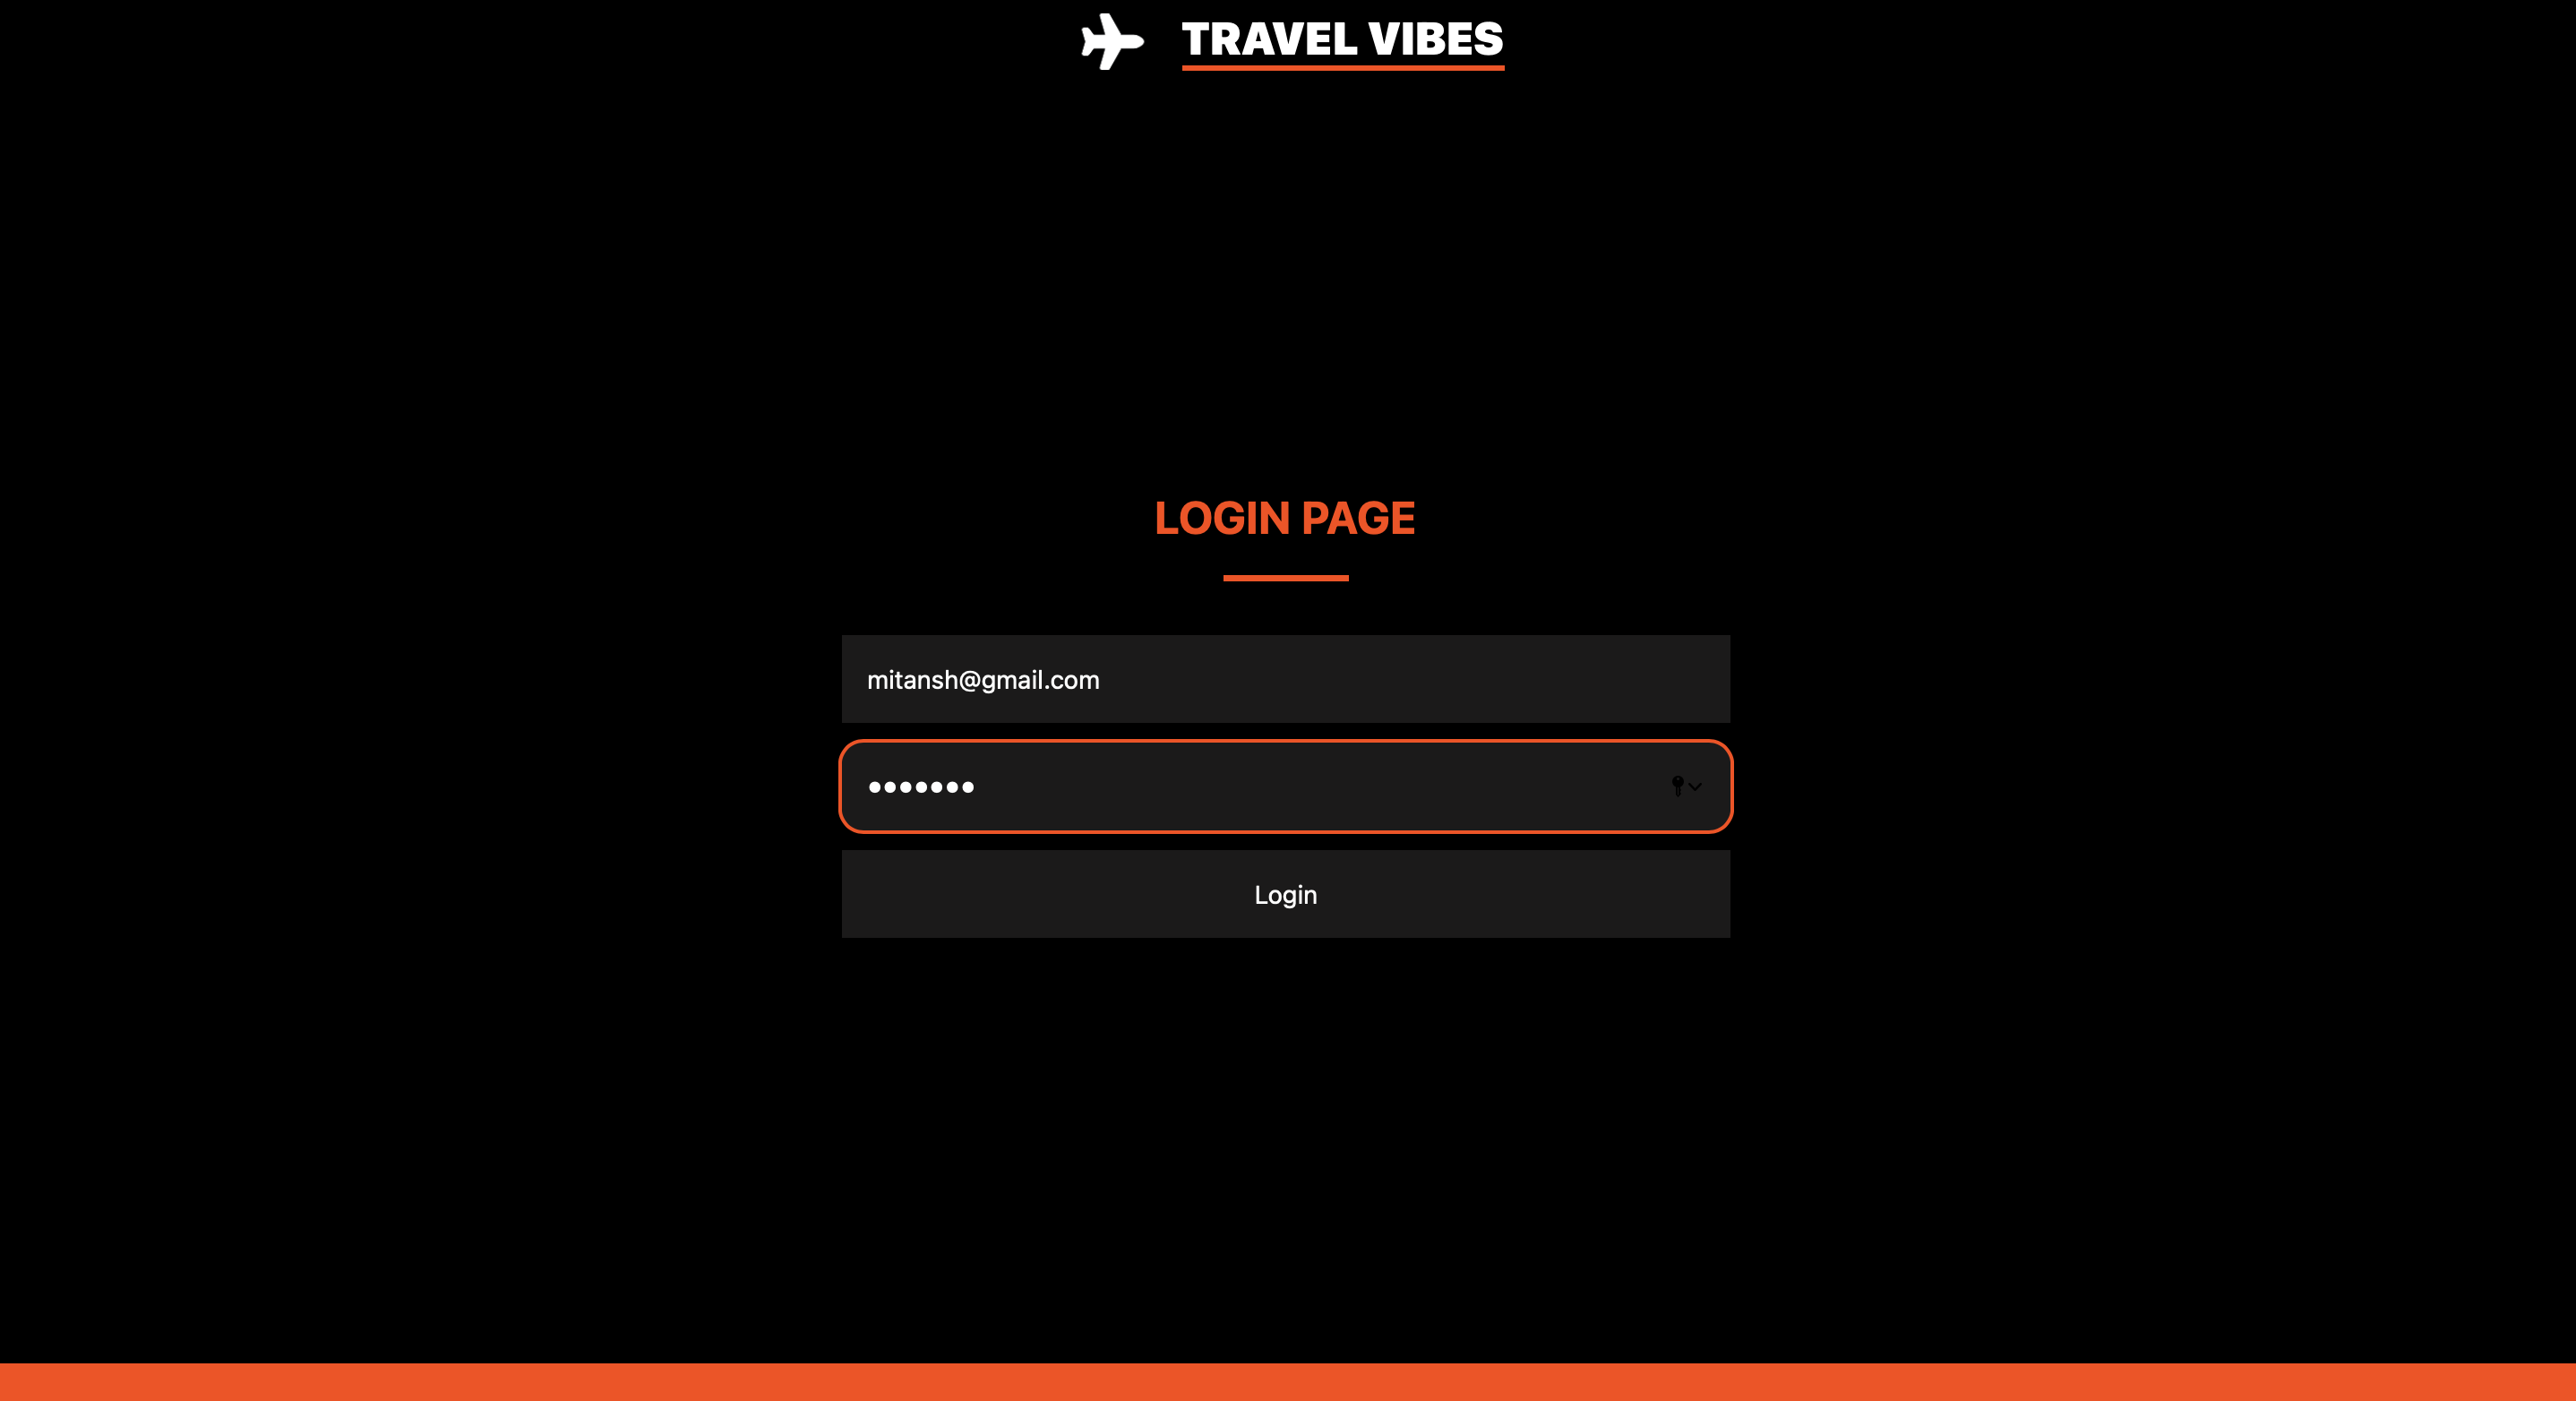 TRAVEL VIBES
LOGIN PAGE
mitansh@gmail.com
•••••••
Login